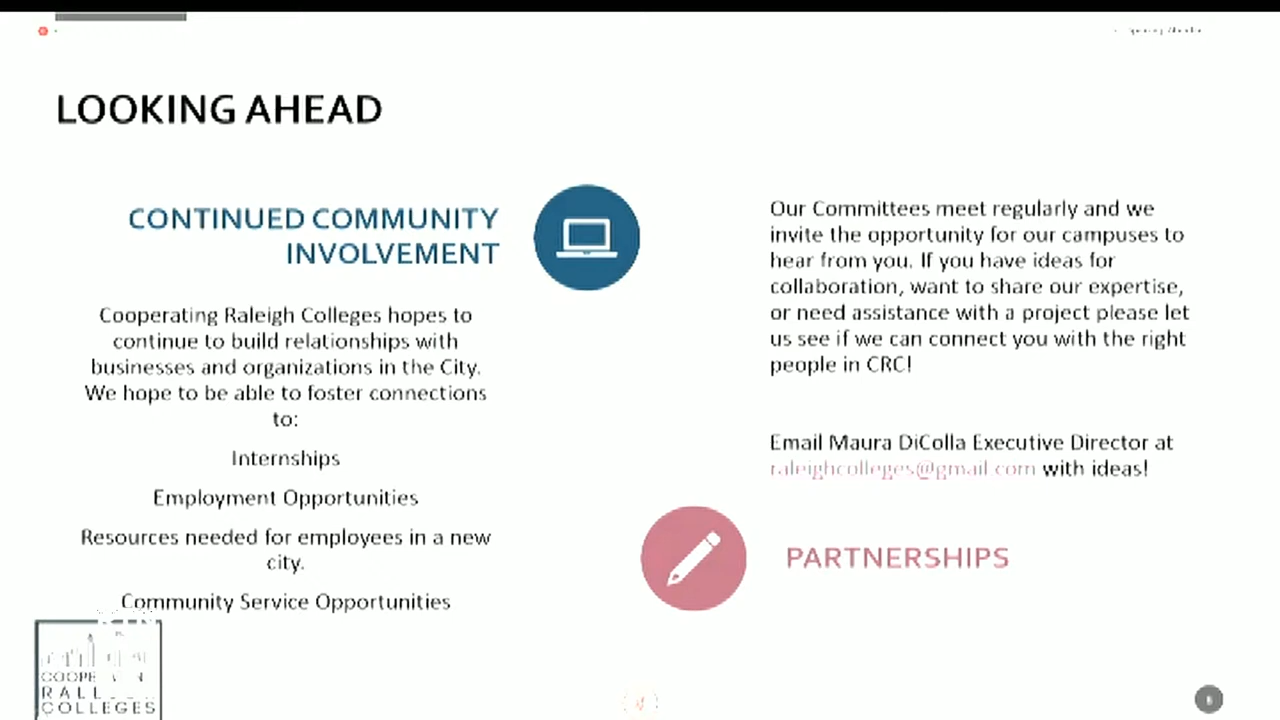 LOOKING AHEAD
CONTINUED COMMUNITY
INVOLVEMENT
Cooperating Raleigh Colleges hopes to
continue to build relationships with
businesses and organizations in the City.
We hope to be able to foster connections
to:
Internships
Employment Opportunities
Resources needed for employees in a new
city.
Community Service Opportunities
Our Committees meet regularly and we
invite the opportunity for our campuses to
hear from you. If you have ideas for
collaboration, want to share our expertise,
or need assistance with a project please let
us see if we can connect you with the right
people in CRC!
Email Maura DiColla Executive Director at
raleighcolleges@gmail.com with ideas!
PARTNERSHIPS
COLLEGES